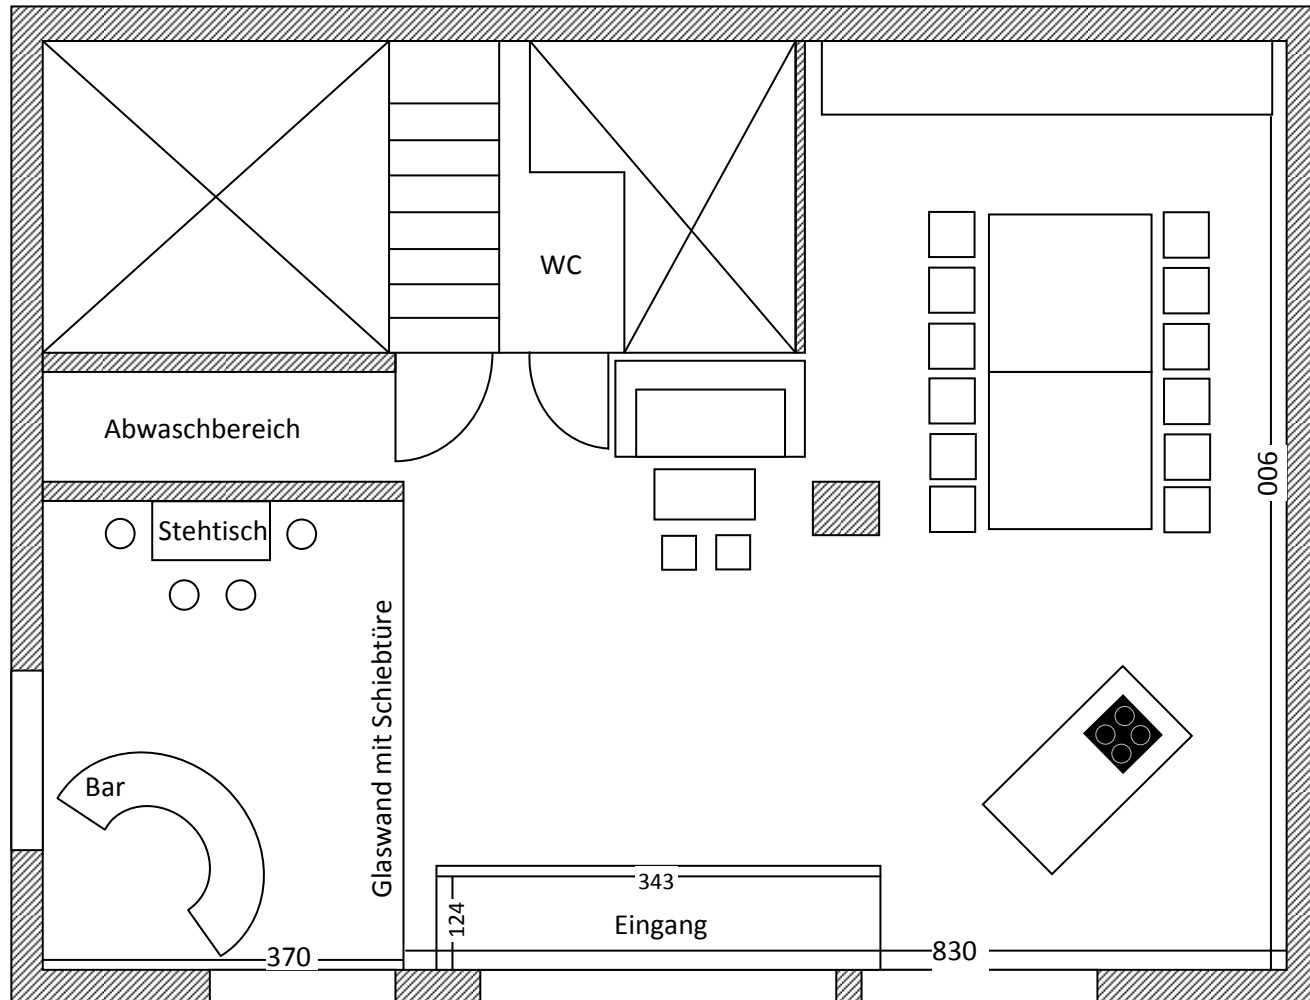 WC
Abwaschbereich
900
Stehtisch
Glaswand mit Schiebtüre
Bar
343
124
Eingang
370
830